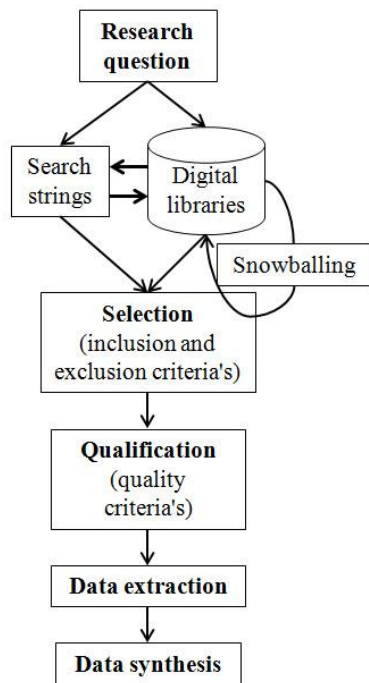 Research
question
Search
strings
Digital
libraries
Snowballing
Selection
(inclusion and
exclusion criteria's)
Qualification
(quality
criteria's)
Data extraction
Data synthesis